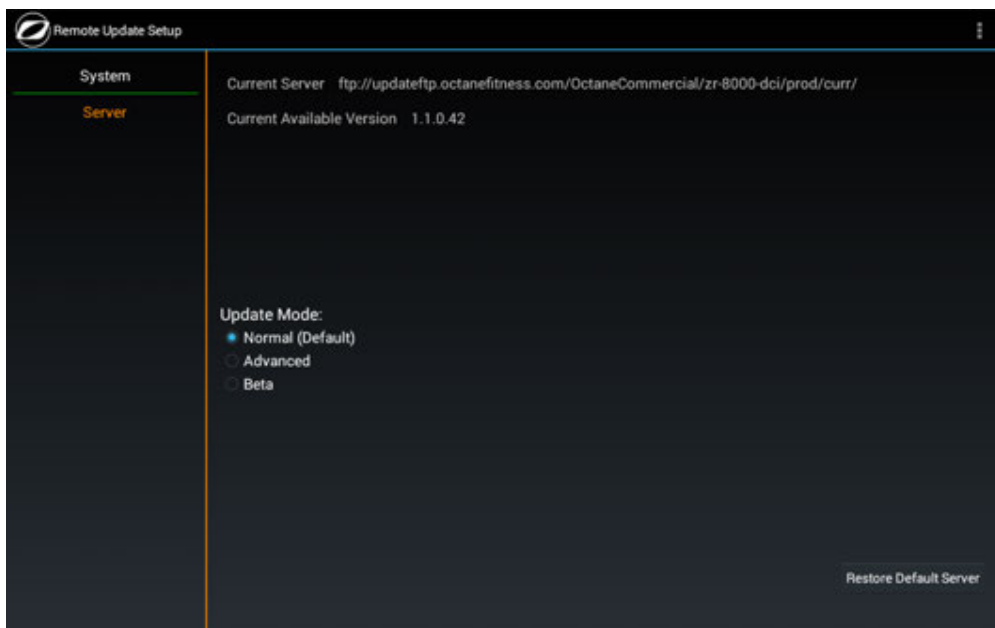 Remote Update Setup
System
Server
Current Server ftp://updateftp.octanefitness.com/OctaneCommercial/zr-8000-dci/prod/curr/
Current Available Version 1.1.0.42
Update Mode:
Normal (Default)
Advanced
Beta
Restore Default Server